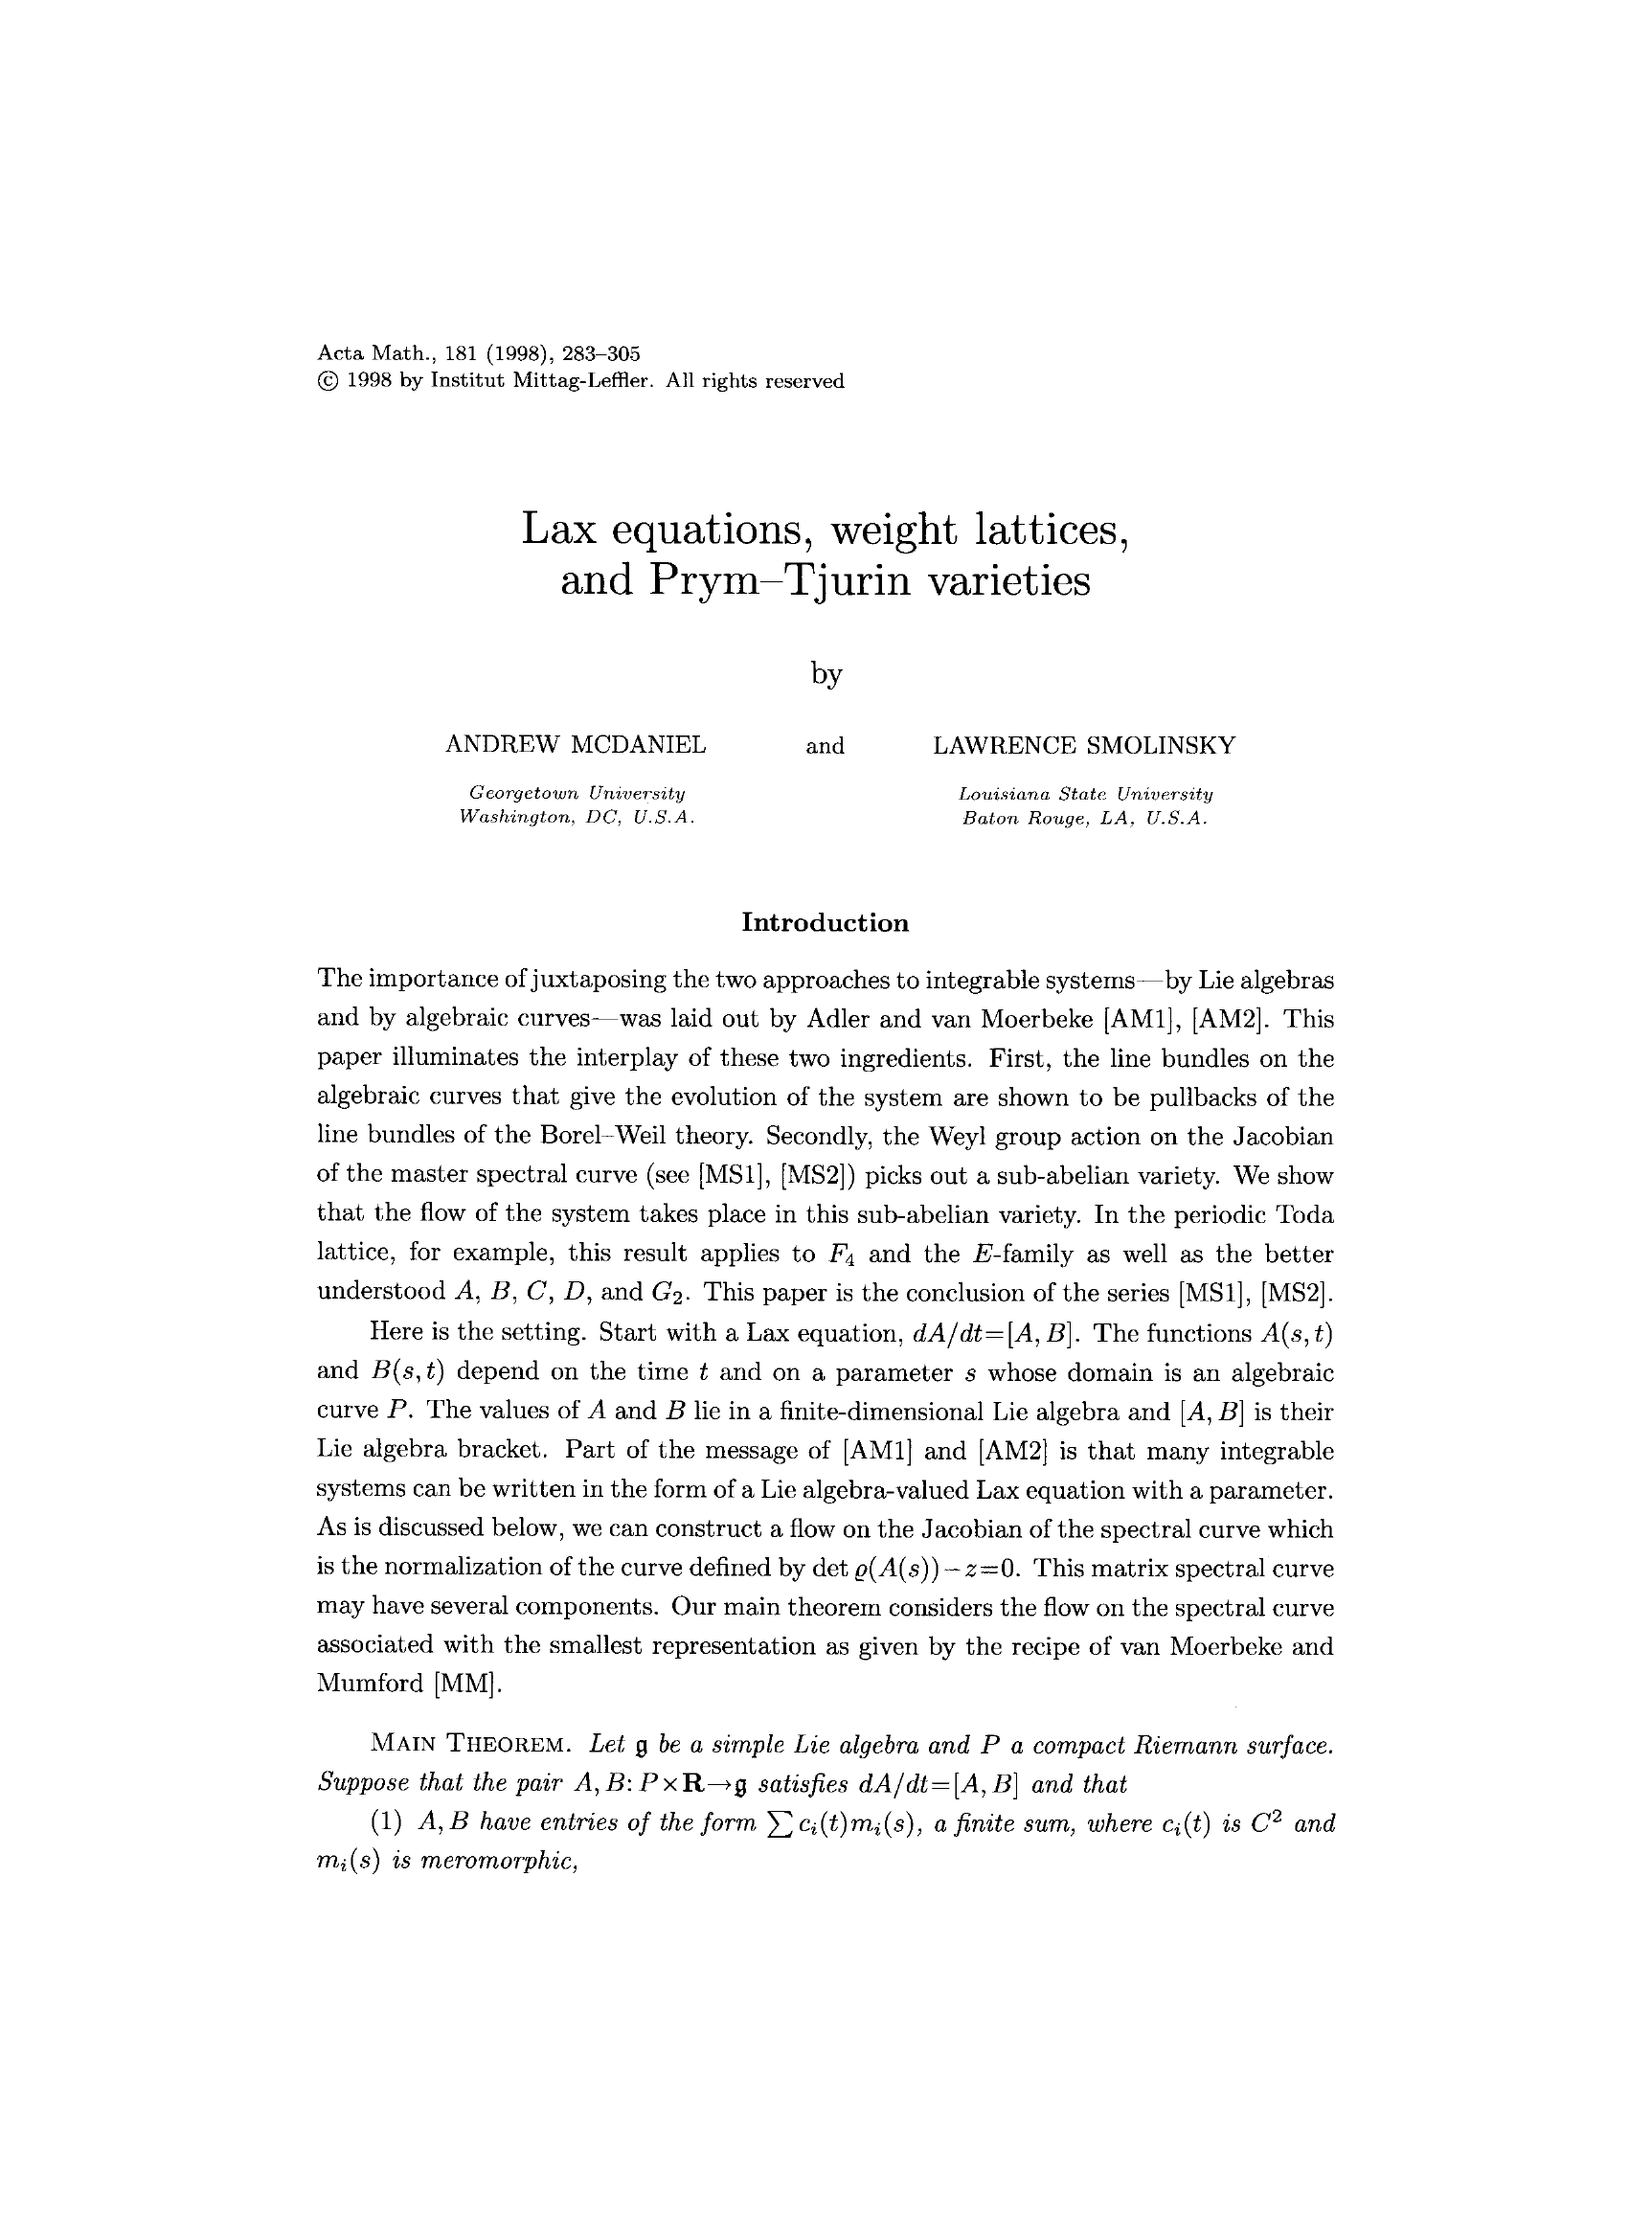 Acta Math., 181 (1998), 283–305
© 1998 by Institut Mittag-Leffler. All rights reserved
Lax equations, weight lattices,
and Prym–Tjurin varieties
by
ANDREW MCDANIEL and LAWRENCE SMOLINSKY
Georgetown University Louisiana State University
Washington, DC, U.S.A. Baton Rouge, LA, U.S.A.
Introduction
The importance of juxtaposing the two approaches to integrable systems—by Lie algebras
and by algebraic curves—was laid out by Adler and van Moerbeke [AM1], [AM2]. This
paper illuminates the interplay of these two ingredients. First, the line bundles on the
algebraic curves that give the evolution of the system are shown to be pullbacks of the
line bundles of the Borel–Weil theory. Secondly, the Weyl group action on the Jacobian
of the master spectral curve (see [MS1], [MS2]) picks out a sub-abelian variety. We show
that the flow of the system takes place in this sub-abelian variety. In the periodic Toda
lattice, for example, this result applies to F₄ and the E-family as well as the better
understood A, B, C, D, and G₂. This paper is the conclusion of the series [MS1], [MS2].
Here is the setting. Start with a Lax equation, dA/dt=[A, B]. The functions A(s,t)
and B(s,t) depend on the time t and on a parameter s whose domain is an algebraic
curve P. The values of A and B lie in a finite-dimensional Lie algebra and [A, B] is their
Lie algebra bracket. Part of the message of [AM1] and [AM2] is that many integrable
systems can be written in the form of a Lie algebra-valued Lax equation with a parameter.
As is discussed below, we can construct a flow on the Jacobian of the spectral curve which
is the normalization of the curve defined by det ϱ(A(s))−z=0. This matrix spectral curve
may have several components. Our main theorem considers the flow on the spectral curve
associated with the smallest representation as given by the recipe of van Moerbeke and
Mumford [MM].
MAIN THEOREM. Let 𝔤 be a simple Lie algebra and P a compact Riemann surface.
Suppose that the pair A, B: P×R→𝔤 satisfies dA/dt=[A, B] and that
(1) A, B have entries of the form ∑ cᵢ(t)mᵢ(s), a finite sum, where cᵢ(t) is C² and
mᵢ(s) is meromorphic,